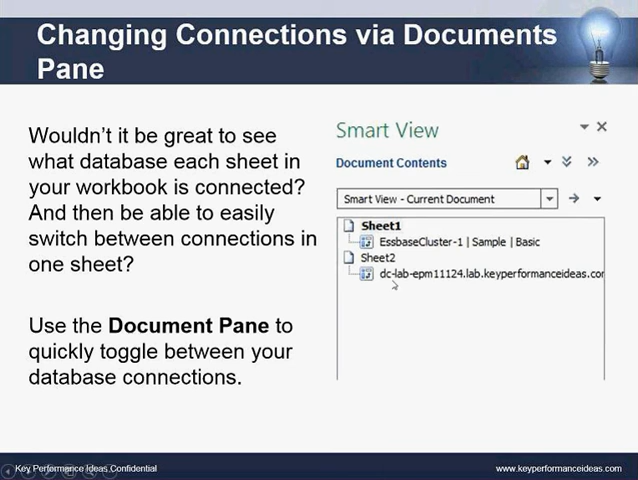 Changing Connections via Documents
Pane
Wouldn't it be great to see
what database each sheet in
your workbook is connected?
And then be able to easily
switch between connections in
one sheet?
Use the Document Pane to
quickly toggle between your
database connections.
Smart View
Document Contents
Smart View - Current Document
Sheet1
EssbaseCluster-1 | Sample | Basic
Sheet2
dc-lab-epm11124.lab.keyperformanceideas.cor
Key Performance Ideas Confidential
www.keyperformanceideas.com